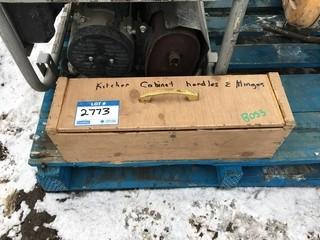 Kitchen Cabinet handles & Hinges
LOT #
2773
BOSS